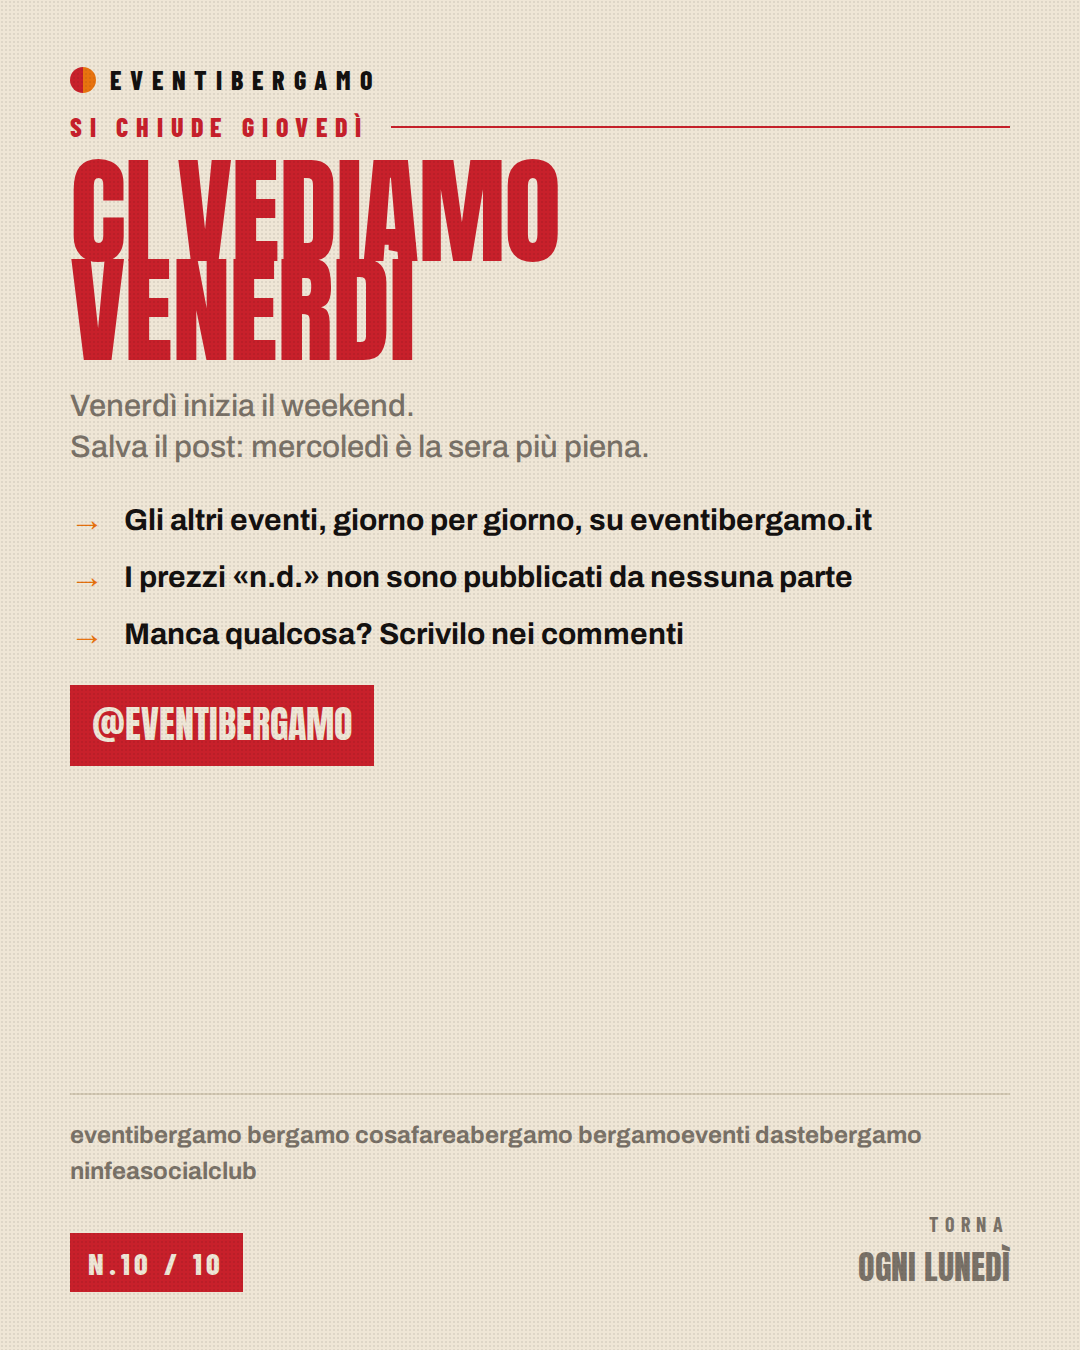 EVENTIBERGAMO
SI CHIUDE GIOVEDÌ
CI VEDIAMO
VENERDÌ
Venerdì inizia il weekend.
Salva il post: mercoledì è la sera più piena.
→ Gli altri eventi, giorno per giorno, su eventibergamo.it
→ I prezzi «n.d.» non sono pubblicati da nessuna parte
→ Manca qualcosa? Scrivilo nei commenti
@EVENTIBERGAMO
eventibergamo bergamo cosafareabergamo bergamoeventi dastebergamo
ninfeasocialclub
TORNA
N.10 / 10
OGNI LUNEDÌ